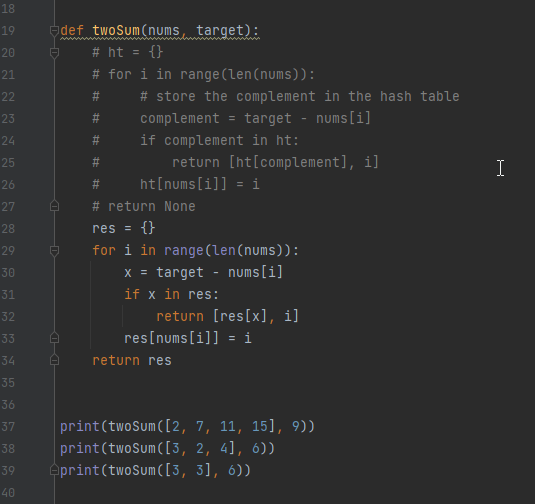 18
19 def twoSum(nums, target):
20     # ht = {}
21     # for i in range(len(nums)):
22     #     # store the complement in the hash table
23     #     complement = target - nums[i]
24     #     if complement in ht:
25     #         return [ht[complement], i]
26     #     ht[nums[i]] = i
27     # return None
28     res = {}
29     for i in range(len(nums)):
30         x = target - nums[i]
31         if x in res:
32             return [res[x], i]
33         res[nums[i]] = i
34     return res
35
36
37 print(twoSum([2, 7, 11, 15], 9))
38 print(twoSum([3, 2, 4], 6))
39 print(twoSum([3, 3], 6))
40